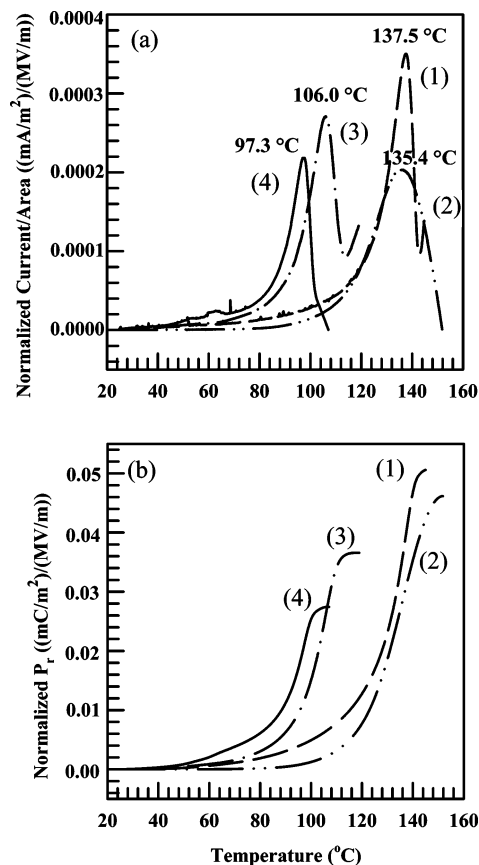 (a)
Normalized Current/Area ((mA/m²)/(MV/m))
0.0004
0.0003
0.0002
0.0001
0.0000
137.5 °C
(1)
106.0 °C
(3)
97.3 °C
(4)
135.4 °C
(2)
20 40 60 80 100 120 140 160
(b)
Normalized Pr ((mC/m²)/(MV/m))
0.05
0.04
0.03
0.02
0.01
0.00
(1)
(2)
(3)
(4)
20 40 60 80 100 120 140 160
Temperature (°C)